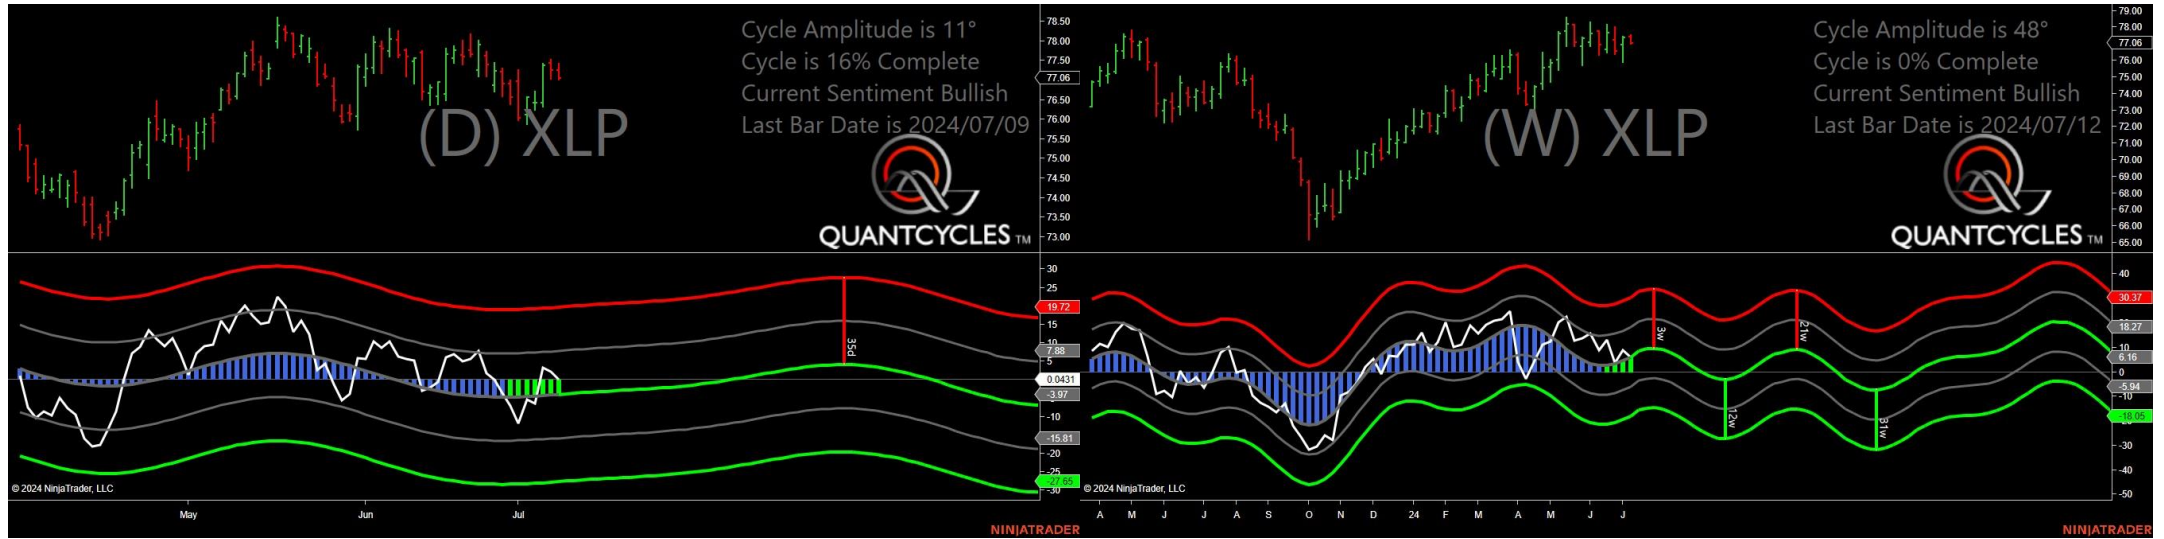 Cycle Amplitude is 11°
Cycle is 16% Complete
Current Sentiment Bullish
Last Bar Date is 2024/07/09
(D) XLP
QUANTCYCLES TM
78.50
78.00
77.50
77.06
76.50
76.00
75.50
75.00
74.50
74.00
73.50
73.00
30
25
19.72
15
10
7.88
5
0.0431
-3.97
-10
-15.81
-20
-25
-27.65
-30
35d
© 2024 NinjaTrader, LLC
May
Jun
Jul
NINJATRADER
Cycle Amplitude is 48°
Cycle is 0% Complete
Current Sentiment Bullish
Last Bar Date is 2024/07/12
(W) XLP
QUANTCYCLES TM
79.00
78.00
77.06
76.00
75.00
74.00
73.00
72.00
71.00
70.00
69.00
68.00
67.00
66.00
65.00
40
30.37
18.27
10
6.16
0
-5.94
-10
-18.05
-30
-40
-50
3w
12w
21w
31w
© 2024 NinjaTrader, LLC
A M J J A S O N D 24 F M A M J J
NINJATRADER